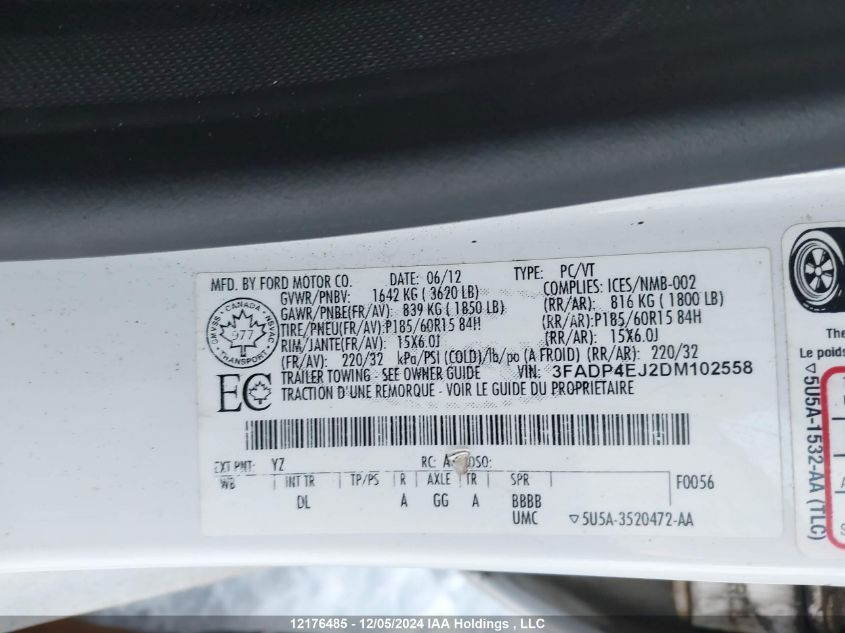 MFD. BY FORD MOTOR CO. DATE: 06/12 TYPE: PC/VT
GVWR/PNBV: 1642 KG ( 3620 LB) COMPLIES: ICES/NMB-002
GAWR/PNBE(FR/AV): 839 KG ( 1850 LB) (RR/AR): 816 KG ( 1800 LB)
TIRE/PNEU(FR/AV):P185/60R15 84H (RR/AR):P185/60R15 84H
RIM/JANTE(FR/AV): 15X6.0J (RR/AR): 15X6.0J
(FR/AV): 220/32 kPa/PSI (COLD)/lb/po (A FROID) (RR/AR): 220/32
TRAILER TOWING - SEE OWNER GUIDE VIN: 3FADP4EJ2DM102558
TRACTION D'UNE REMORQUE - VOIR LE GUIDE DU PROPRIETAIRE
CANADA
CMVSS NSVAC
977
TRANSPORT
EC
EXT PNT: YZ RC: DSO:
WB INT TR TP/PS R AXLE TR SPR F0056
DL A GG A BBBB
UMC ▽5U5A-3520472-AA
The
Le poids
▽5U5A-1532-AA (TLC)
12176485 - 12/05/2024 IAA Holdings , LLC